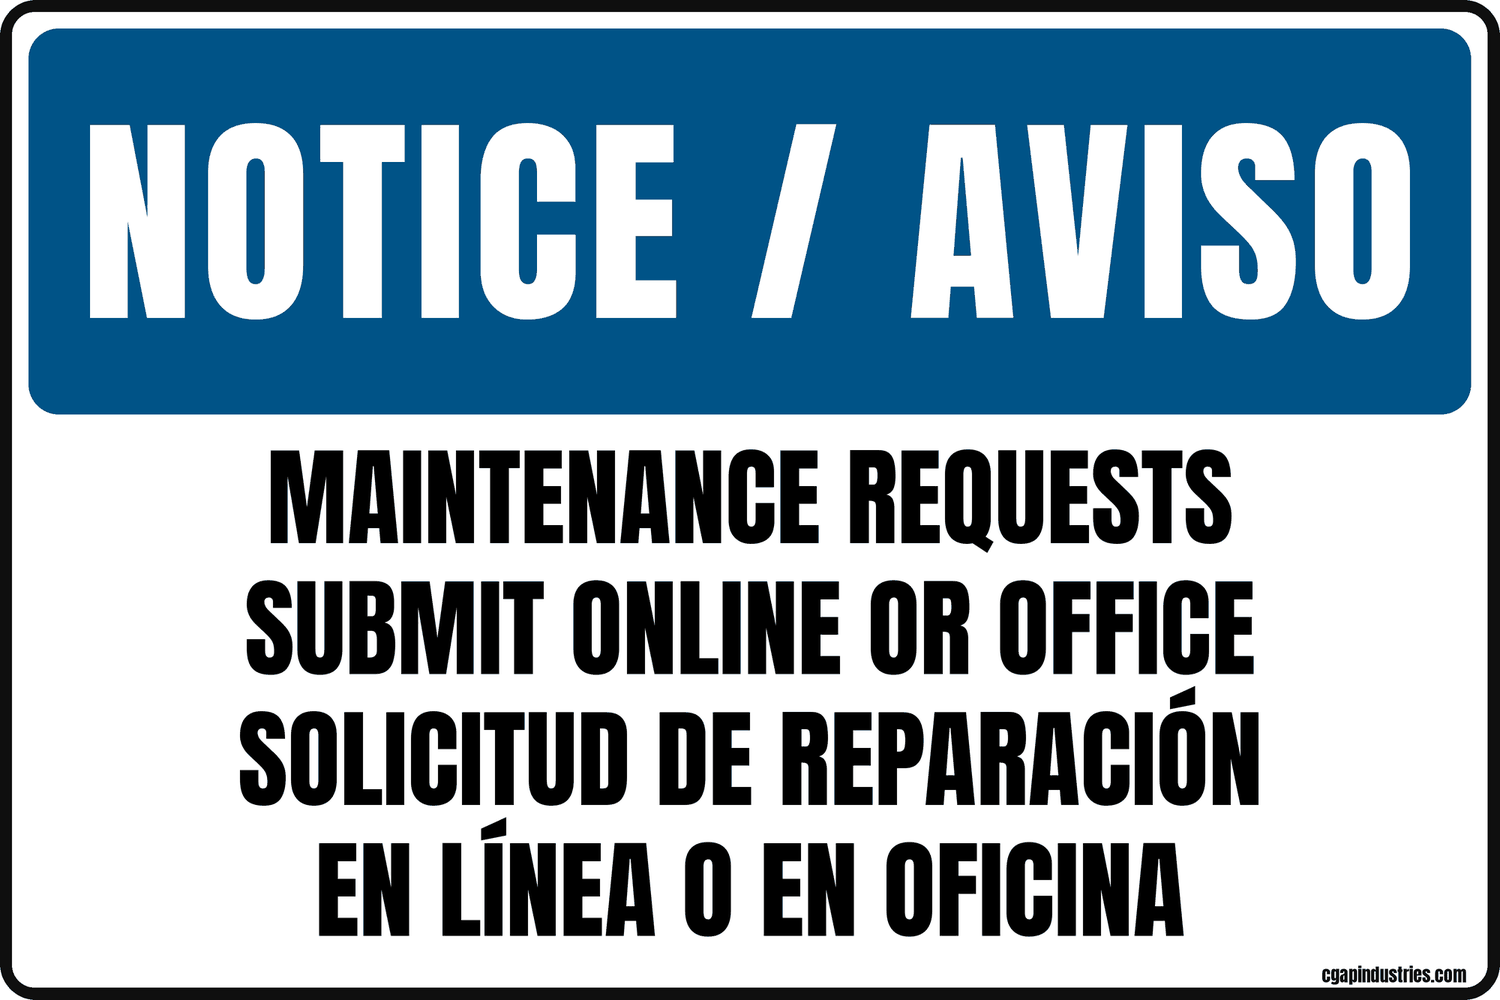 NOTICE / AVISO
MAINTENANCE REQUESTS
SUBMIT ONLINE OR OFFICE
SOLICITUD DE REPARACIÓN
EN LÍNEA O EN OFICINA
cgapindustries.com